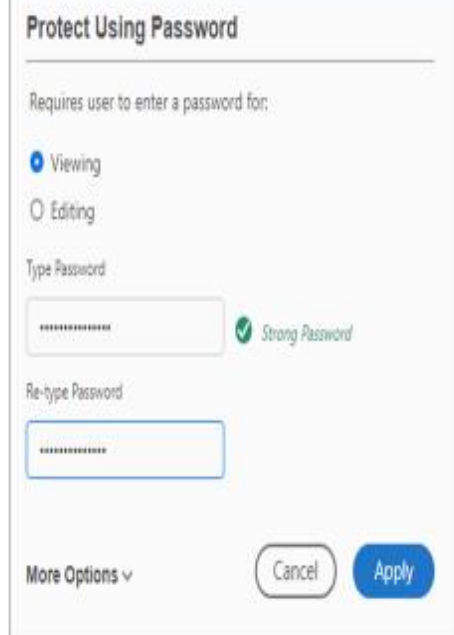 Protect Using Password
Requires user to enter a password for:
Viewing
Editing
Type Password
Strong Password
Re-type Password
More Options
Cancel
Apply